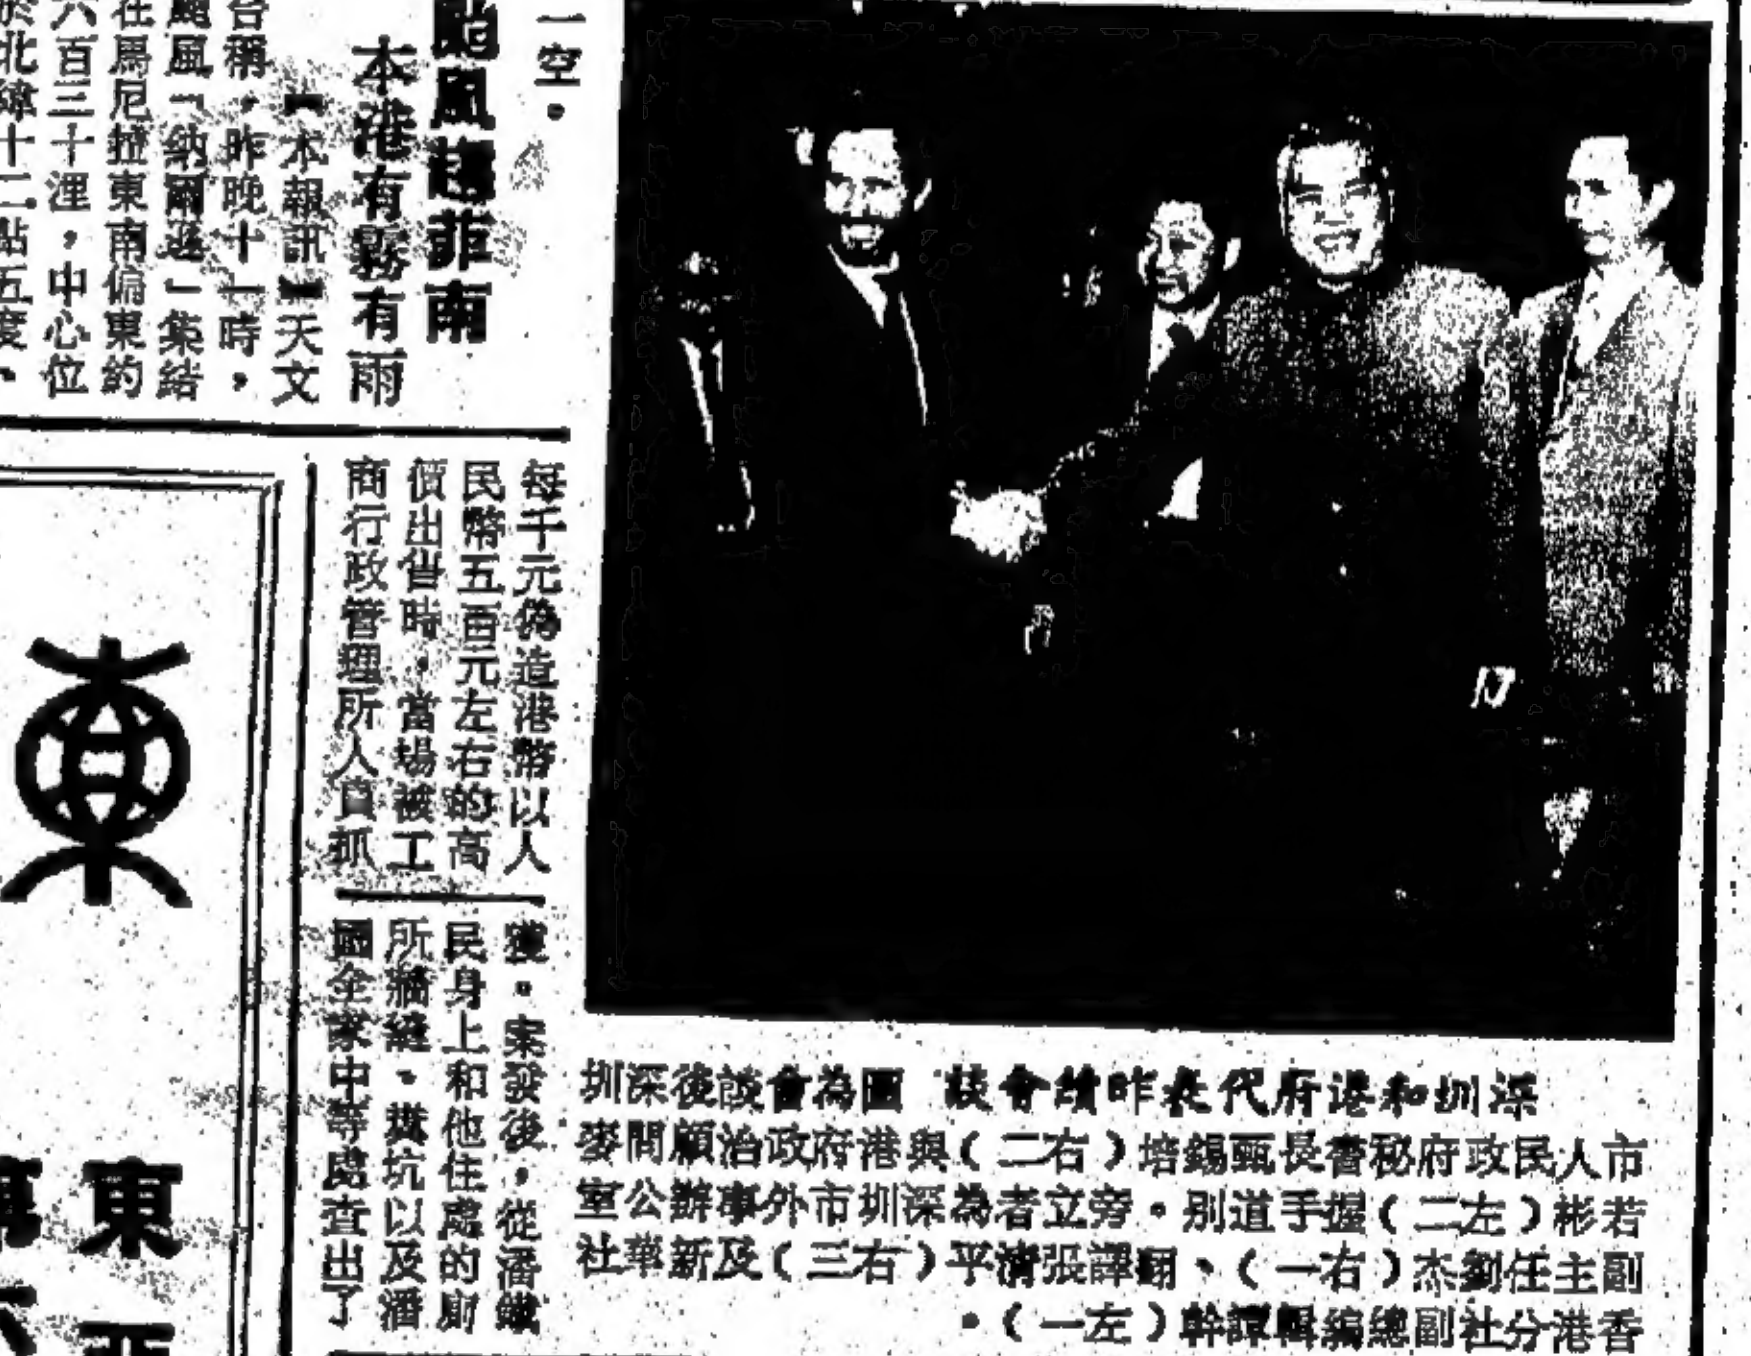 一空。
颱風趨菲南
本港有霧有雨
【本報訊】天文
台稱，昨晚十一時，
颶風「納爾遜」集結
在馬尼拉東南偏東約
六百三十浬，中心位
於北緯十二點五度、
深圳和港府代表昨續會談 圖為會談後深圳
市人民政府秘書長甄錫培（右二）與港府政治顧問麥
若彬（左二）握手道別。旁立者為深圳市外事辦公室
副主任劉杰（右一）、翻譯張清平（右三）及新華社
香港分社副總編輯譚幹（左一）。
每千元偽造港幣以人
民幣五百元左右的高
價出售時，當場被工
商行政管理所人員抓
獲。案發後，從潘鐵
民身上和他住處的廁
所牆縫、糞坑以及潘
國全家中等處查出了
東